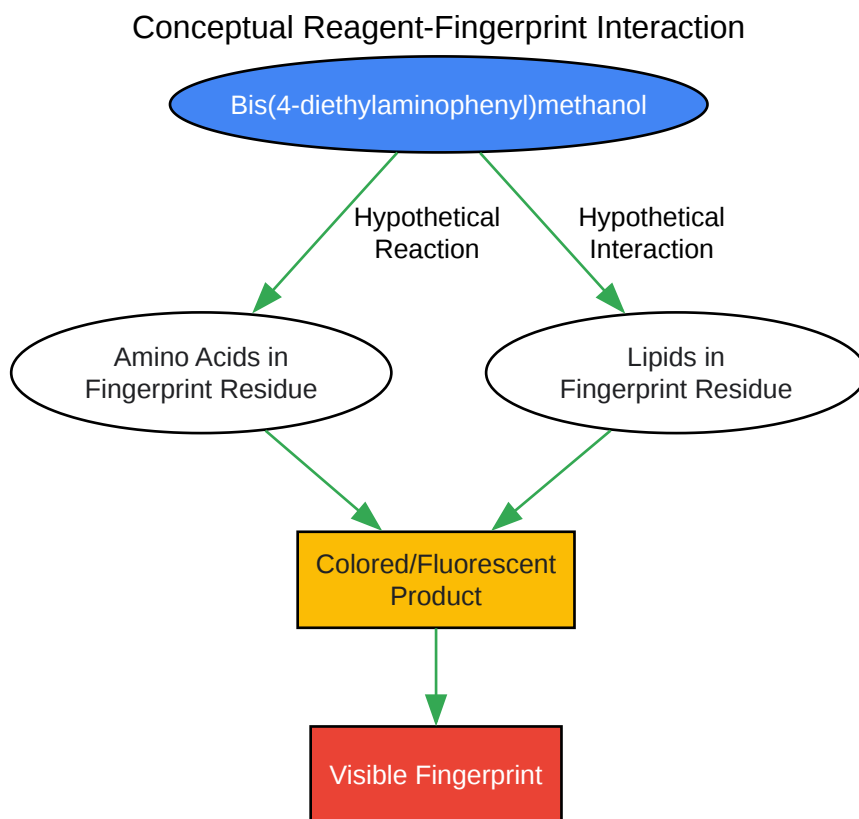 Conceptual Reagent-Fingerprint Interaction
Bis(4-diethylaminophenyl)methanol
Hypothetical
Reaction
Hypothetical
Interaction
Amino Acids in
Fingerprint Residue
Lipids in
Fingerprint Residue
Colored/Fluorescent
Product
Visible Fingerprint